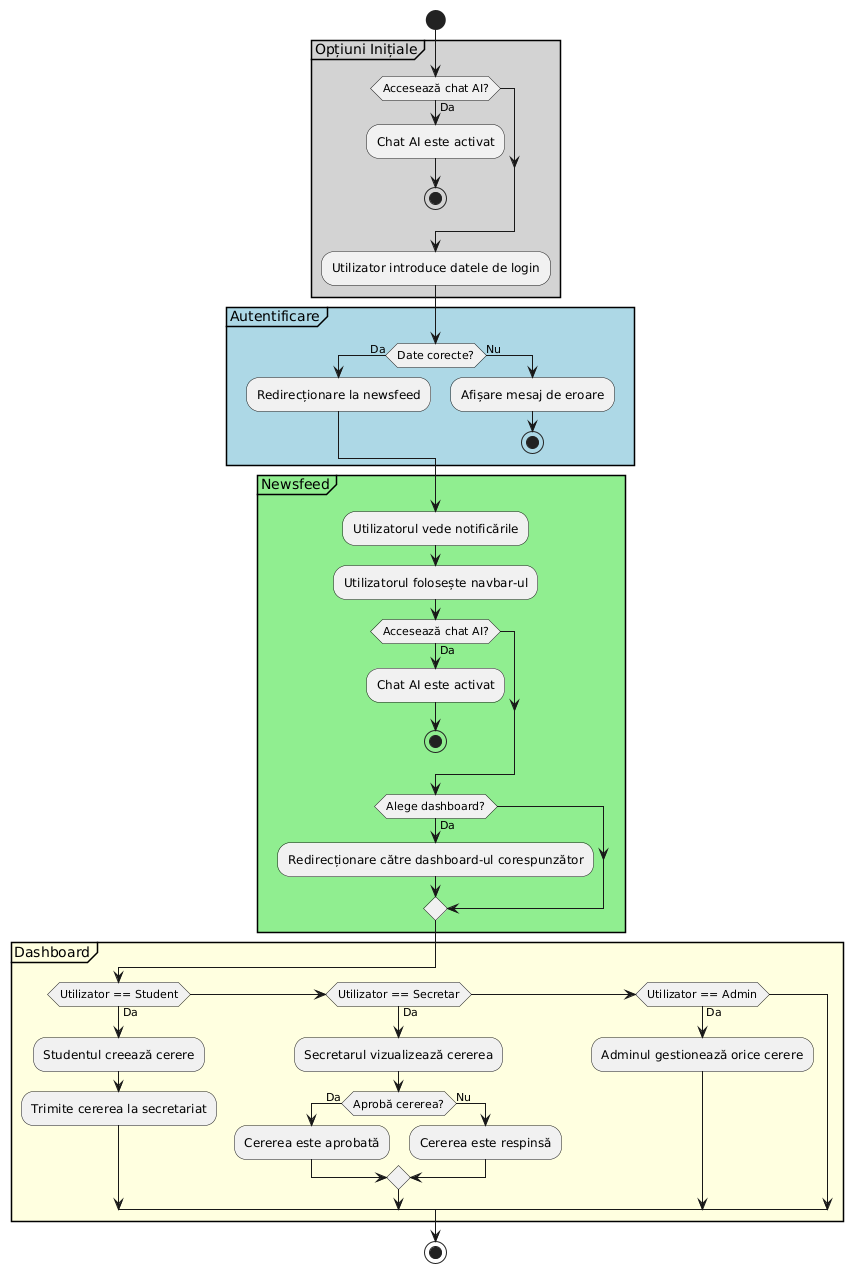 Opțiuni Inițiale
Accesează chat AI?
Da
Chat AI este activat
Utilizator introduce datele de login
Autentificare
Da
Date corecte?
Nu
Redirecționare la newsfeed
Afișare mesaj de eroare
Newsfeed
Utilizatorul vede notificările
Utilizatorul folosește navbar-ul
Accesează chat AI?
Da
Chat AI este activat
Alege dashboard?
Da
Redirecționare către dashboard-ul corespunzător
Dashboard
Utilizator == Student
Utilizator == Secretar
Utilizator == Admin
Da
Da
Da
Studentul creează cerere
Secretarul vizualizează cererea
Adminul gestionează orice cerere
Trimite cererea la secretariat
Da
Aprobă cererea?
Nu
Cererea este aprobată
Cererea este respinsă